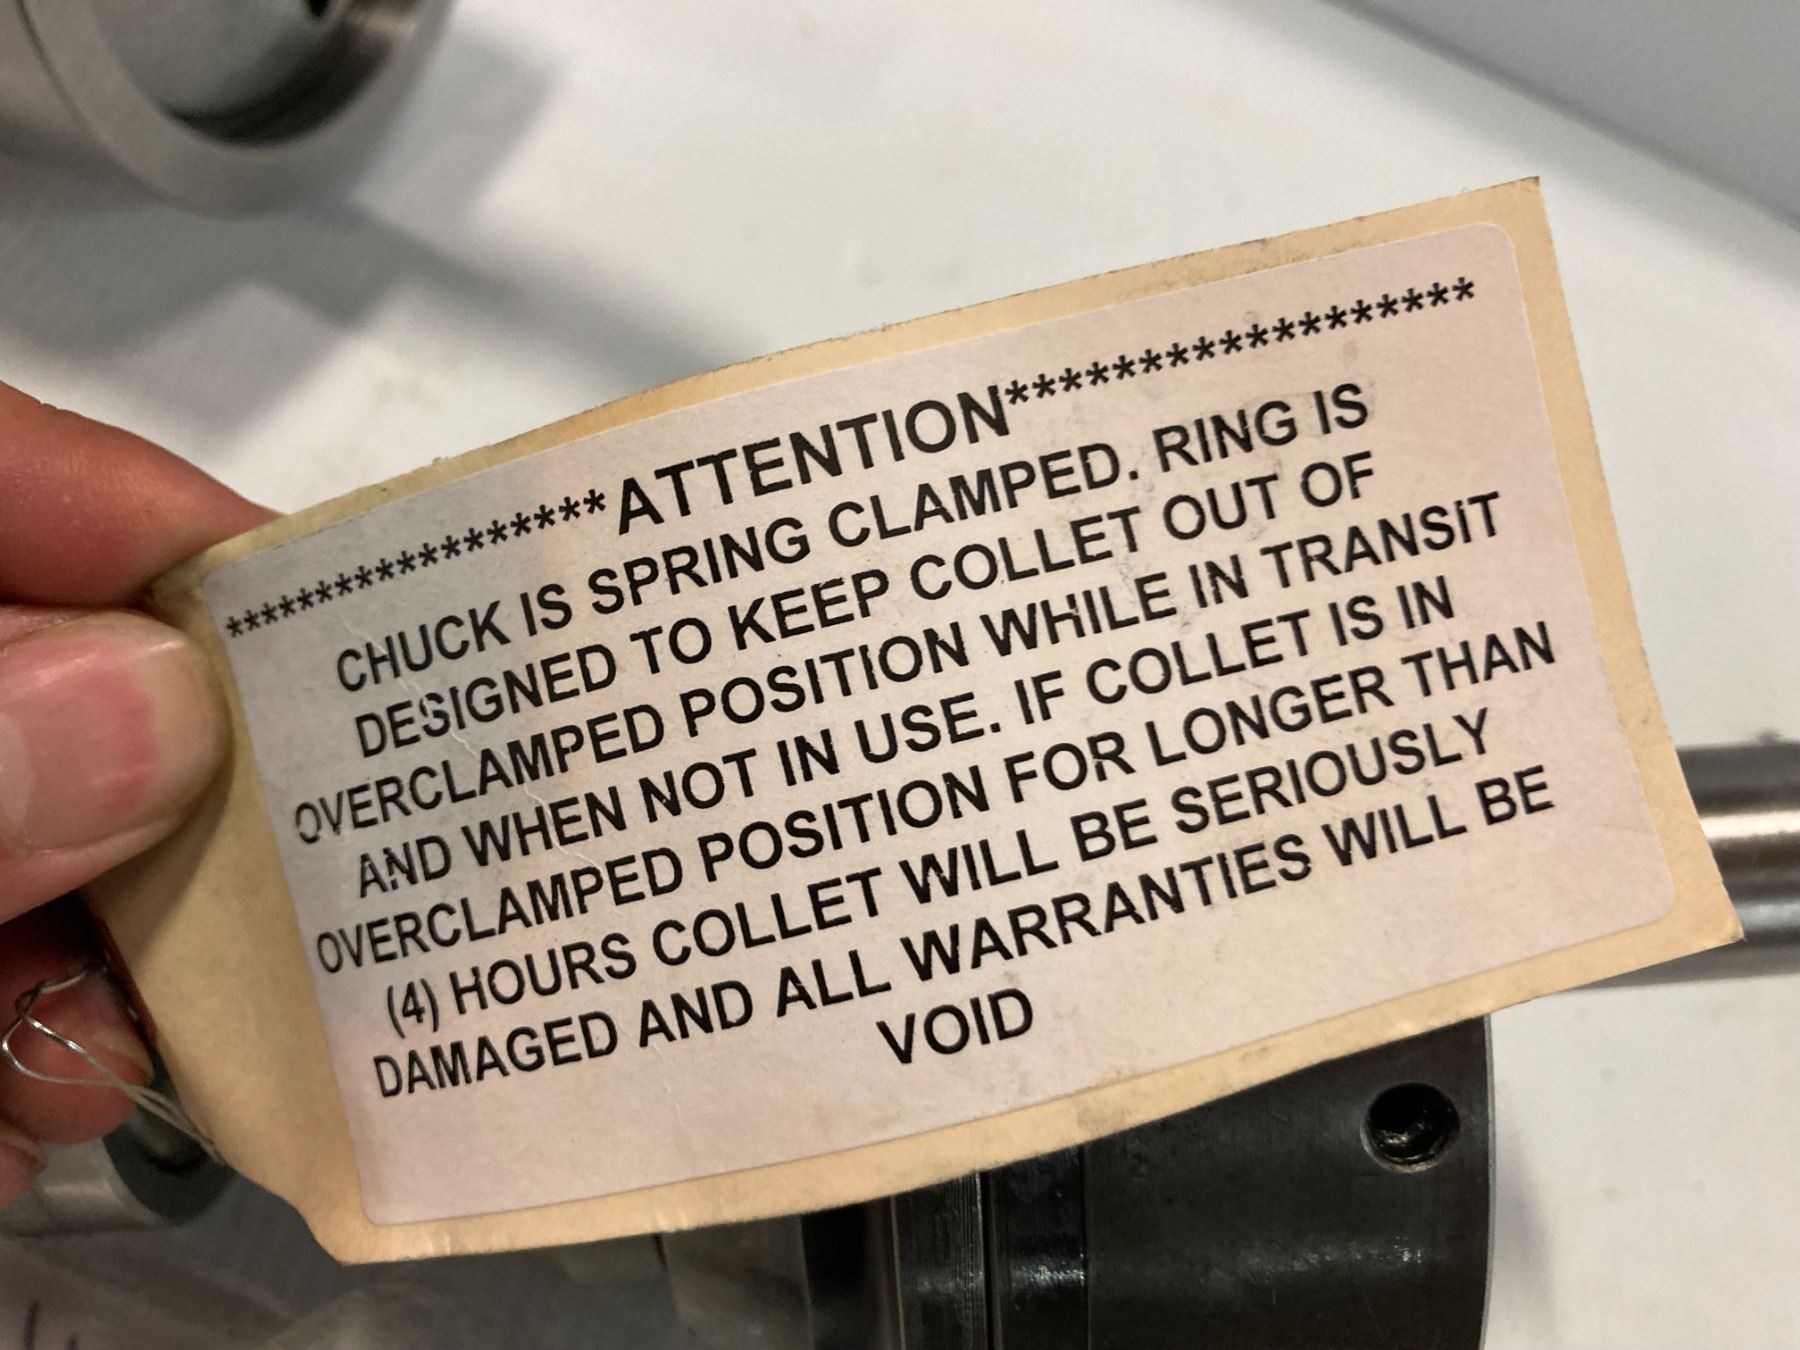 *****************ATTENTION******************
CHUCK IS SPRING CLAMPED. RING IS
DESIGNED TO KEEP COLLET OUT OF
OVERCLAMPED POSITION WHILE IN TRANSIT
AND WHEN NOT IN USE. IF COLLET IS IN
OVERCLAMPED POSITION FOR LONGER THAN
(4) HOURS COLLET WILL BE SERIOUSLY
DAMAGED AND ALL WARRANTIES WILL BE
VOID